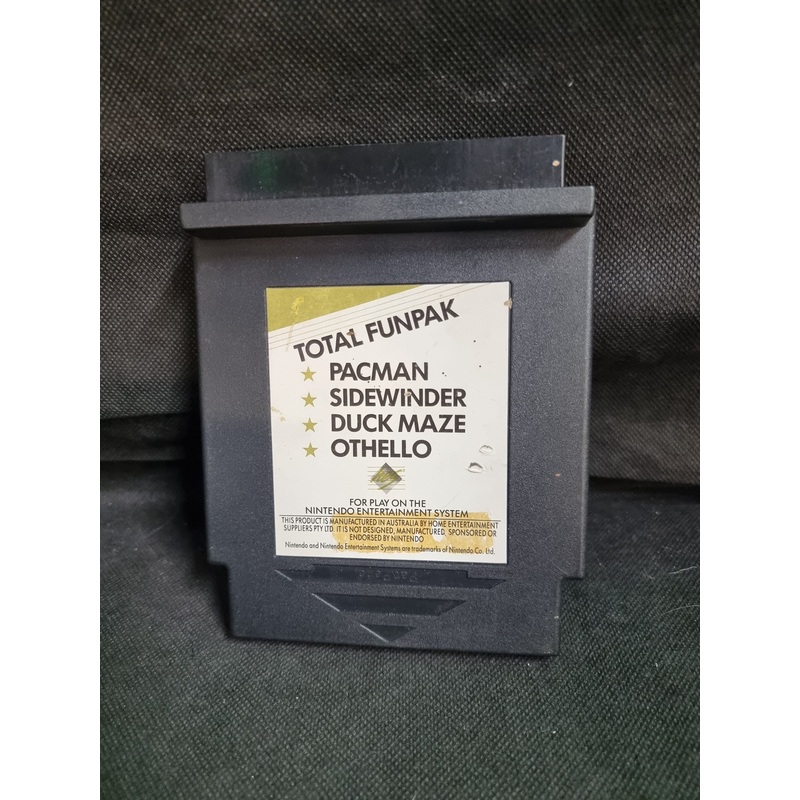 TOTAL FUNPAK
PACMAN
SIDEWINDER
DUCK MAZE
OTHELLO
FOR PLAY ON THE
NINTENDO ENTERTAINMENT SYSTEM
THIS PRODUCT IS MANUFACTURED IN AUSTRALIA BY HOME ENTERTAINMENT
SUPPLIERS PTY LTD. IT IS NOT DESIGNED, MANUFACTURED, SPONSORED OR
ENDORSED BY NINTENDO
Nintendo and Nintendo Entertainment Systems are trademarks of Nintendo Co. Ltd.